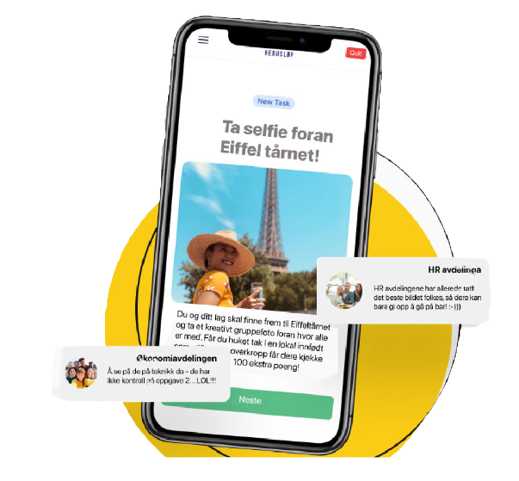 REBUSLØP
Quit
New Task
Ta selfie foran
Eiffel tårnet!
HR avdelinga
HR avdelingene har allerede tatt
det beste bildet folkes, så dere kan
bare gi opp å gå på bar! :-)))
Du og ditt lag skal finne frem til Eiffeltårnet
og ta et kreativt gruppefoto foran hvor alle
er med. Får du huket tak i en lokal innfødt
overkropp får dere kjekke
100 ekstra poeng!
Økonomiavdelingen
Å se på de på teknikk da - de har
ikke kontroll på oppgave 2... LOL!!!
Neste